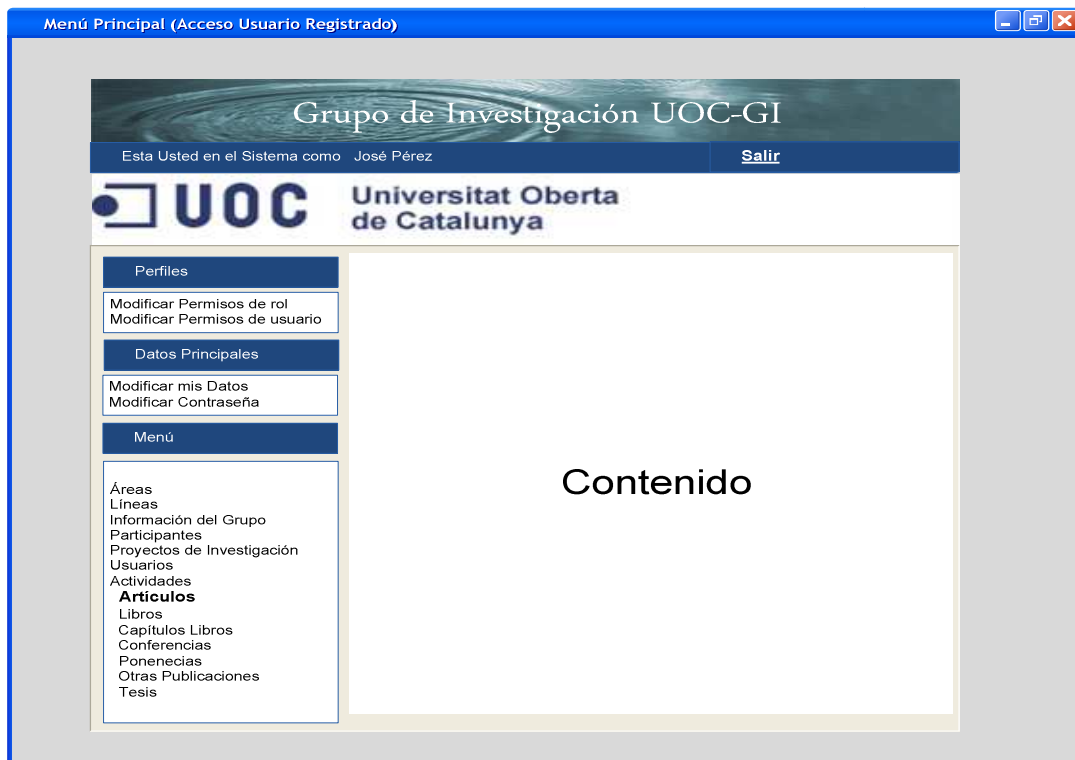 Menú Principal (Acceso Usuario Registrado)
Grupo de Investigación UOC-GI
Esta Usted en el Sistema como José Pérez Salir
UOC Universitat Oberta
de Catalunya
Perfiles
Modificar Permisos de rol
Modificar Permisos de usuario
Datos Principales
Modificar mis Datos
Modificar Contraseña
Menú
Áreas
Líneas
Información del Grupo
Participantes
Proyectos de Investigación
Usuarios
Actividades
Artículos
Libros
Capítulos Libros
Conferencias
Ponenecias
Otras Publicaciones
Tesis
Contenido